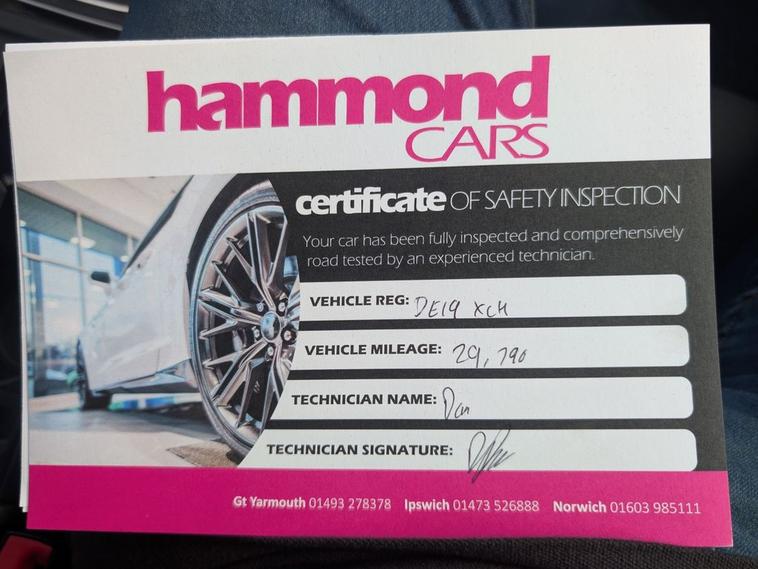 hammond
CARS
certificate OF SAFETY INSPECTION
Your car has been fully inspected and comprehensively
road tested by an experienced technician.
VEHICLE REG: DE19 XCH
VEHICLE MILEAGE: 29,790
TECHNICIAN NAME: Dan
TECHNICIAN SIGNATURE:
Gt Yarmouth 01493 278378 Ipswich 01473 526888 Norwich 01603 985111